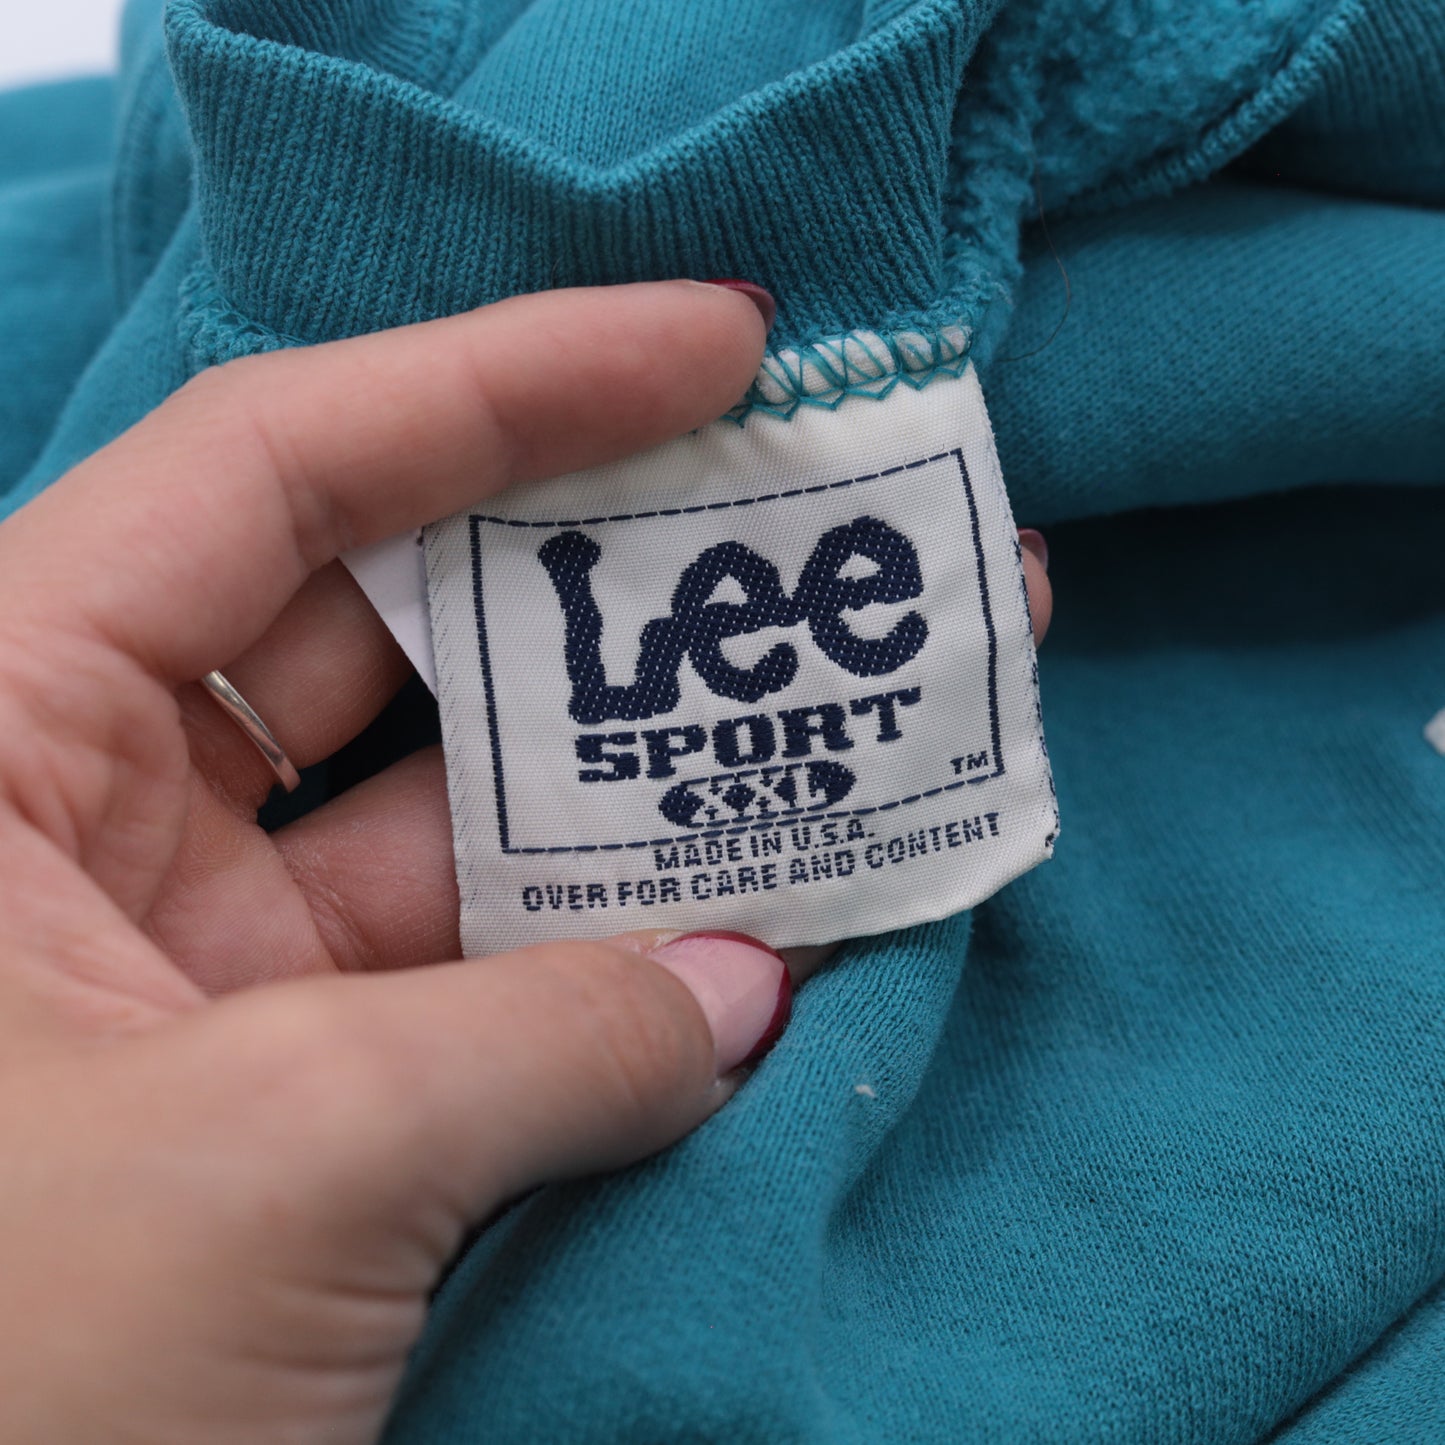 Lee
SPORT
XXL
TM
MADE IN U.S.A.
OVER FOR CARE AND CONTENT